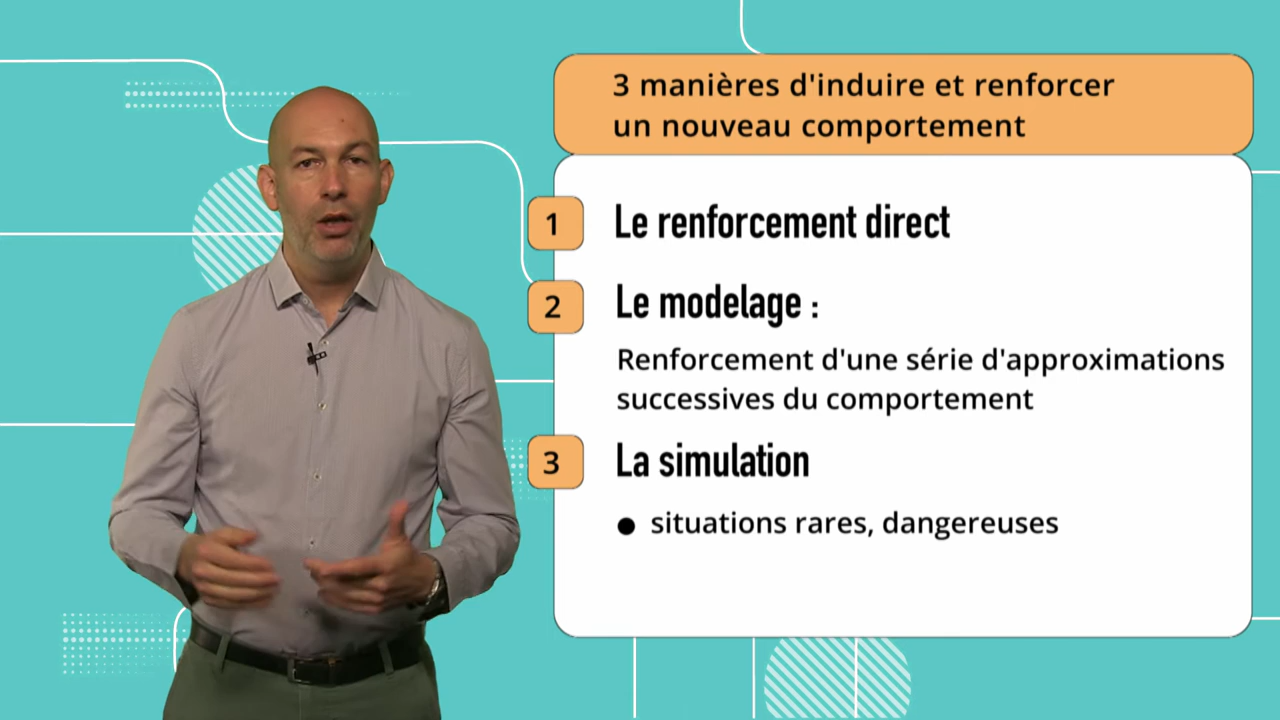 3 manières d'induire et renforcer
un nouveau comportement
1 Le renforcement direct
2 Le modelage :
Renforcement d'une série d'approximations
successives du comportement
3 La simulation
● situations rares, dangereuses